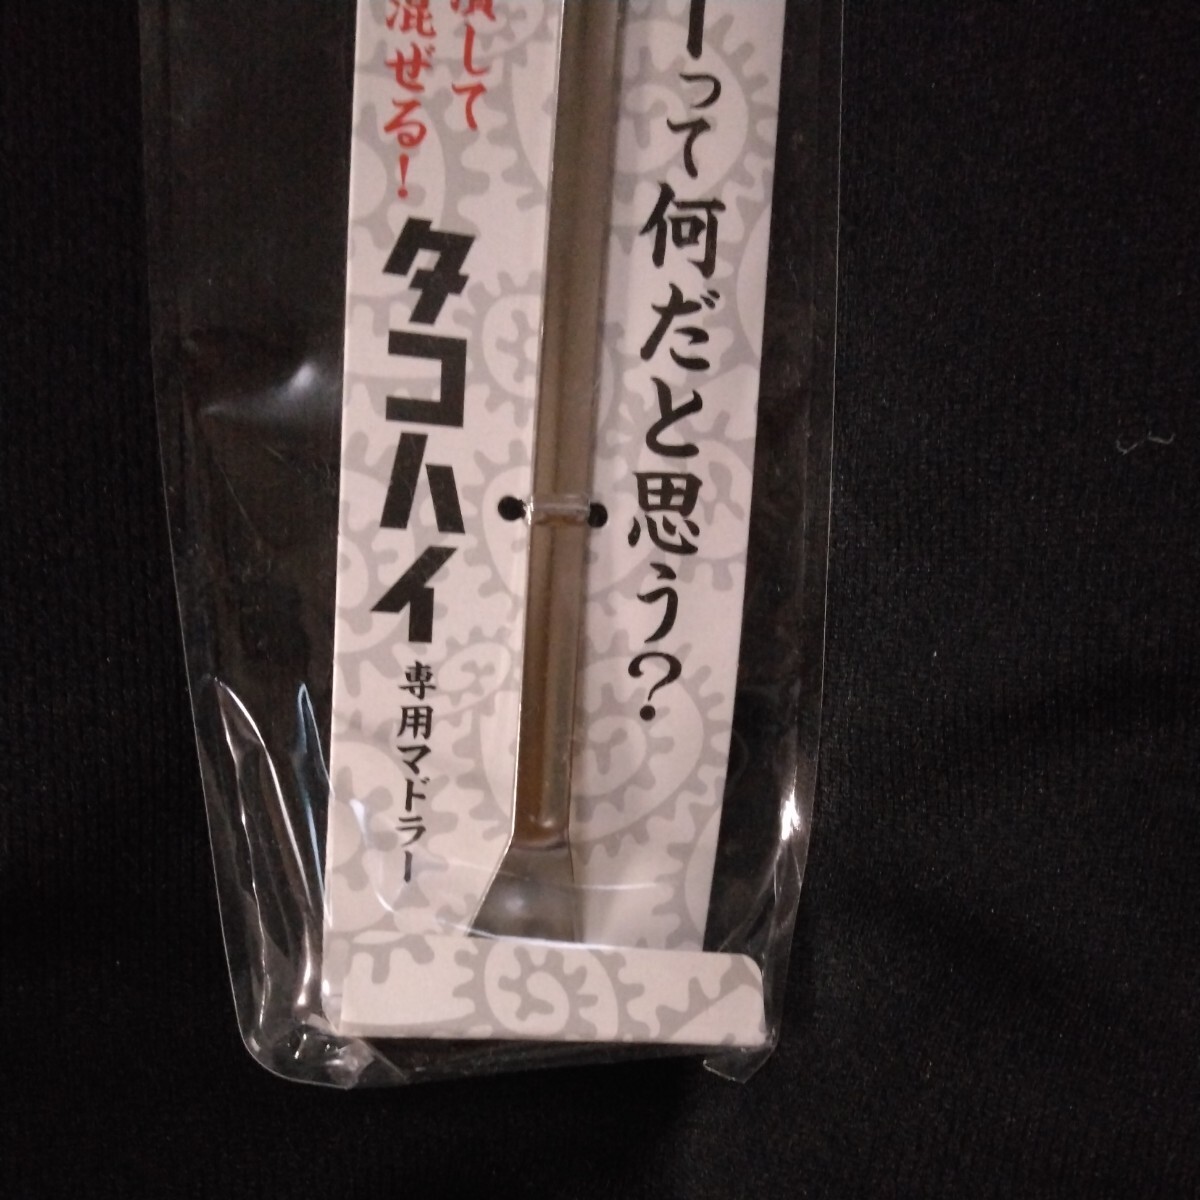 ーって何だと思う?
潰して
混ぜる!
タコハイ
専用マドラー